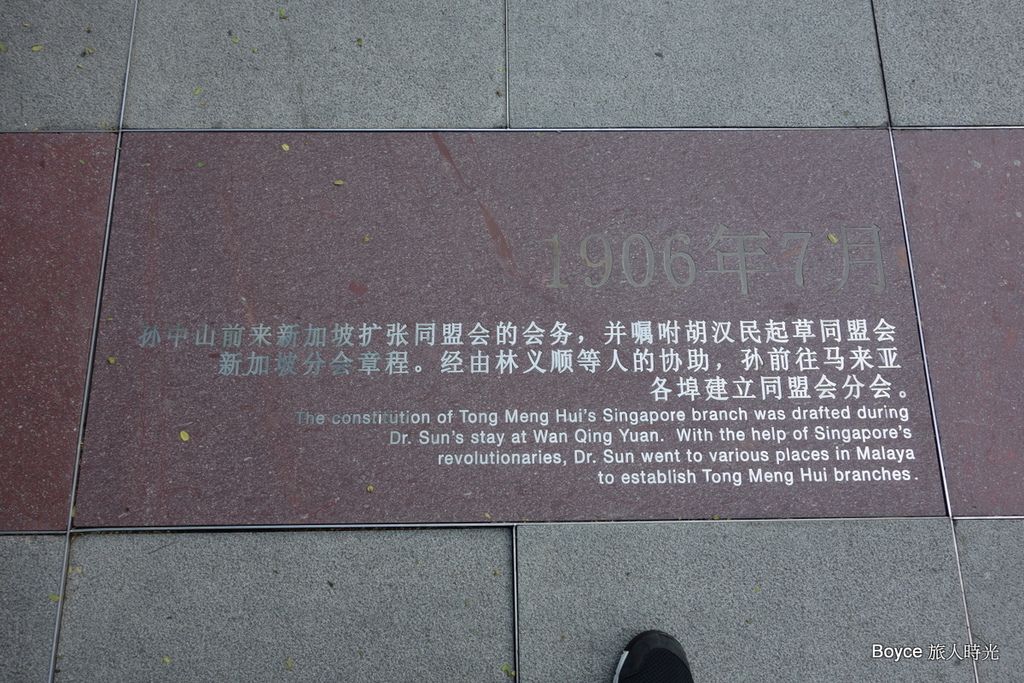 1906年7月
孙中山前来新加坡扩张同盟会的会务，并嘱咐胡汉民起草同盟会
新加坡分会章程。经由林义顺等人的协助，孙前往马来亚
各埠建立同盟会分会。
The constitution of Tong Meng Hui's Singapore branch was drafted during
Dr. Sun's stay at Wan Qing Yuan. With the help of Singapore's
revolutionaries, Dr. Sun went to various places in Malaya
to establish Tong Meng Hui branches.
Boyce 旅人時光